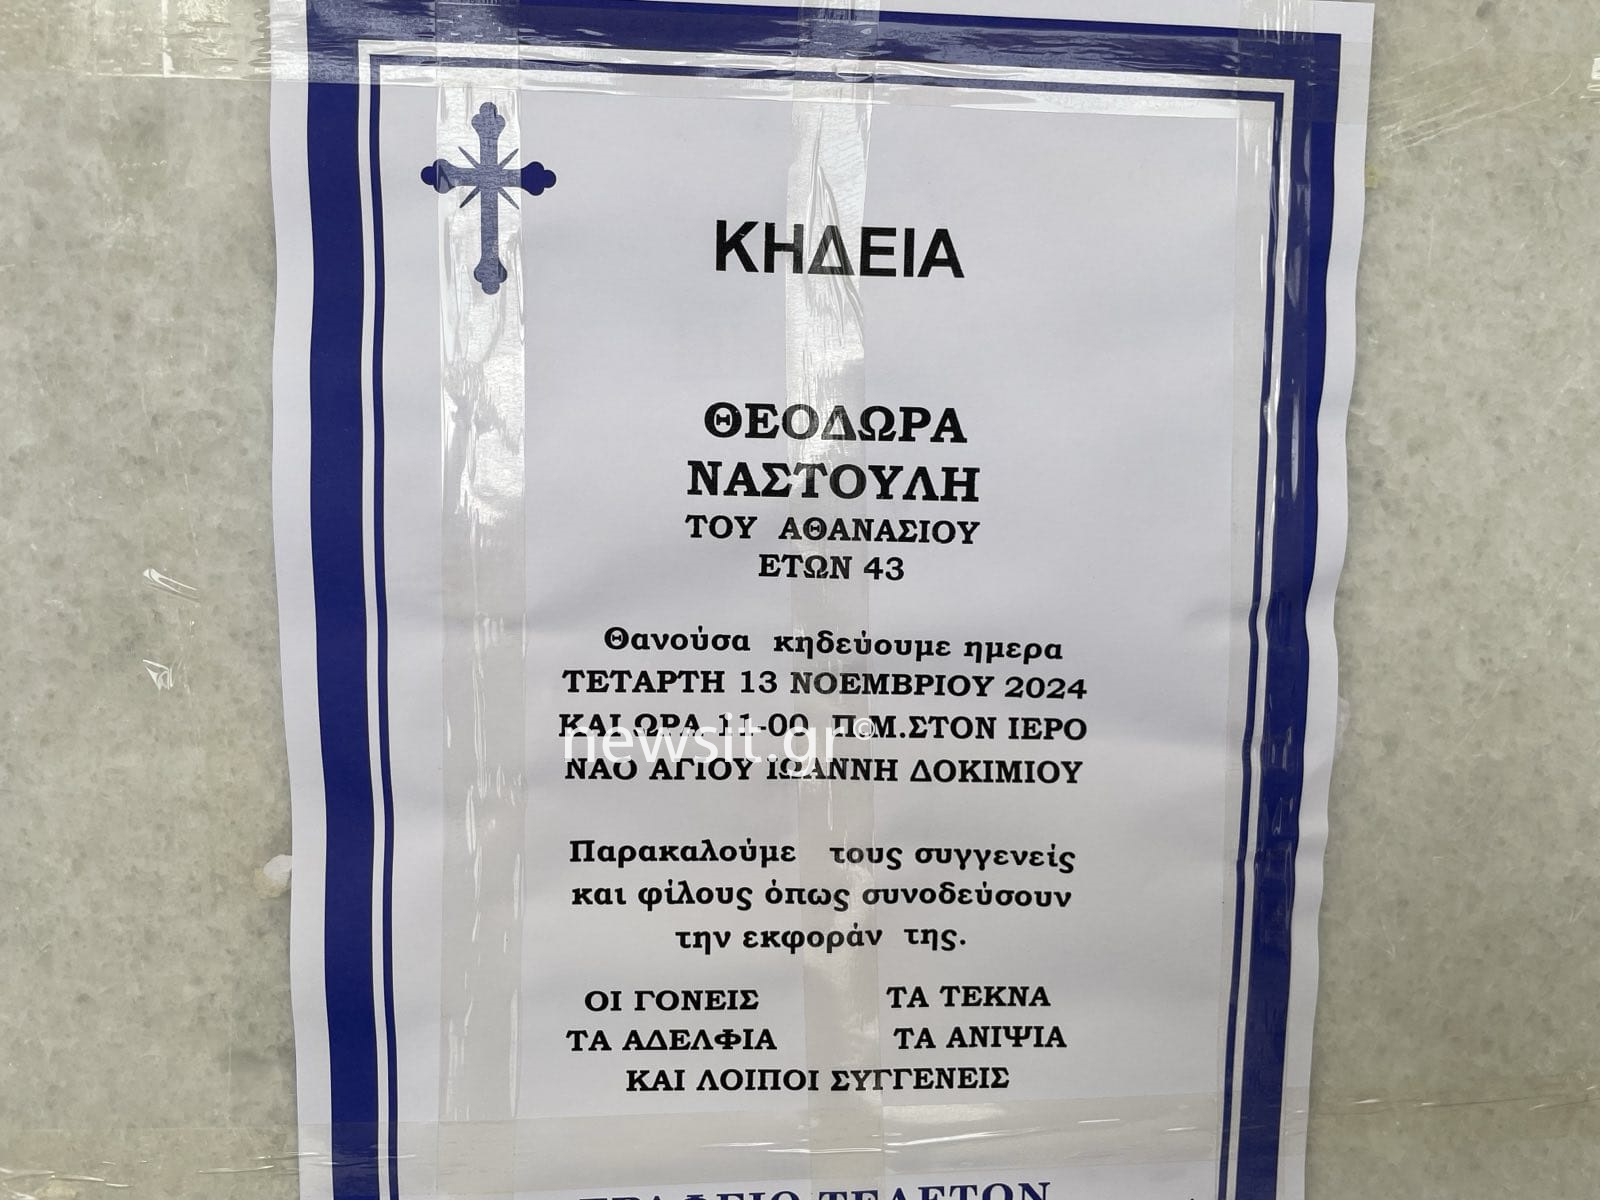 ΚΗΔΕΙΑ
ΘΕΟΔΩΡΑ
ΝΑΣΤΟΥΛΗ
ΤΟΥ ΑΘΑΝΑΣΙΟΥ
ΕΤΩΝ 43
Θανούσα κηδεύουμε ημερα
ΤΕΤΑΡΤΗ 13 ΝΟΕΜΒΡΙΟΥ 2024
ΚΑΙ ΩΡΑ 11-00 Π.Μ.ΣΤΟΝ ΙΕΡΟ
newsit.gr©
ΝΑΟ ΑΓΙΟΥ ΙΩΑΝΝΗ ΔΟΚΙΜΙΟΥ
Παρακαλούμε τους συγγενείς
και φίλους όπως συνοδεύσουν
την εκφοράν της.
ΟΙ ΓΟΝΕΙΣ ΤΑ ΤΕΚΝΑ
ΤΑ ΑΔΕΛΦΙΑ ΤΑ ΑΝΙΨΙΑ
ΚΑΙ ΛΟΙΠΟΙ ΣΥΓΓΕΝΕΙΣ
ΓΡΑΦΕΙΟ ΤΕΛΕΤΩΝ